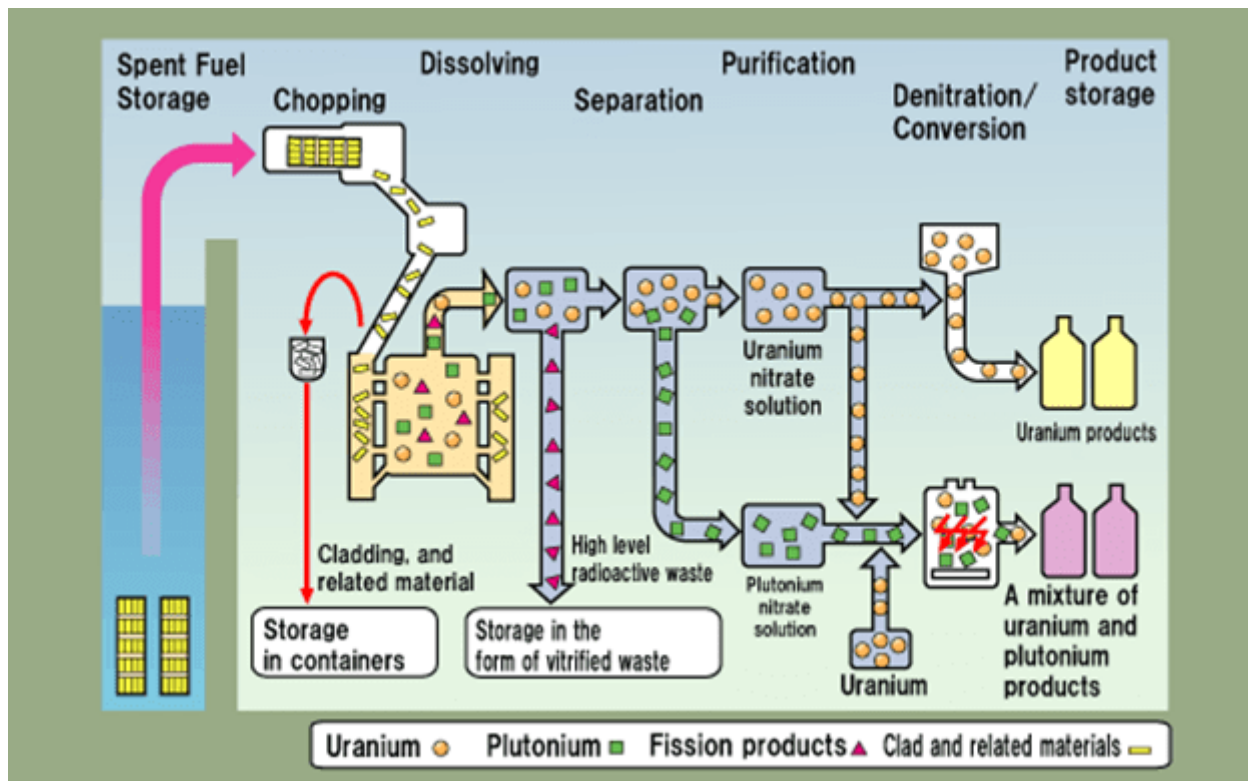 Spent Fuel
Storage
Chopping
Dissolving
Separation
Purification
Denitration/
Conversion
Product
storage
Uranium
nitrate
solution
Uranium products
Cladding, and
related material
High level
radioactive waste
Plutonium
nitrate
solution
Storage
in containers
Storage in the
form of vitrified waste
Uranium
A mixture of
uranium and
plutonium
products
Uranium Plutonium Fission products Clad and related materials